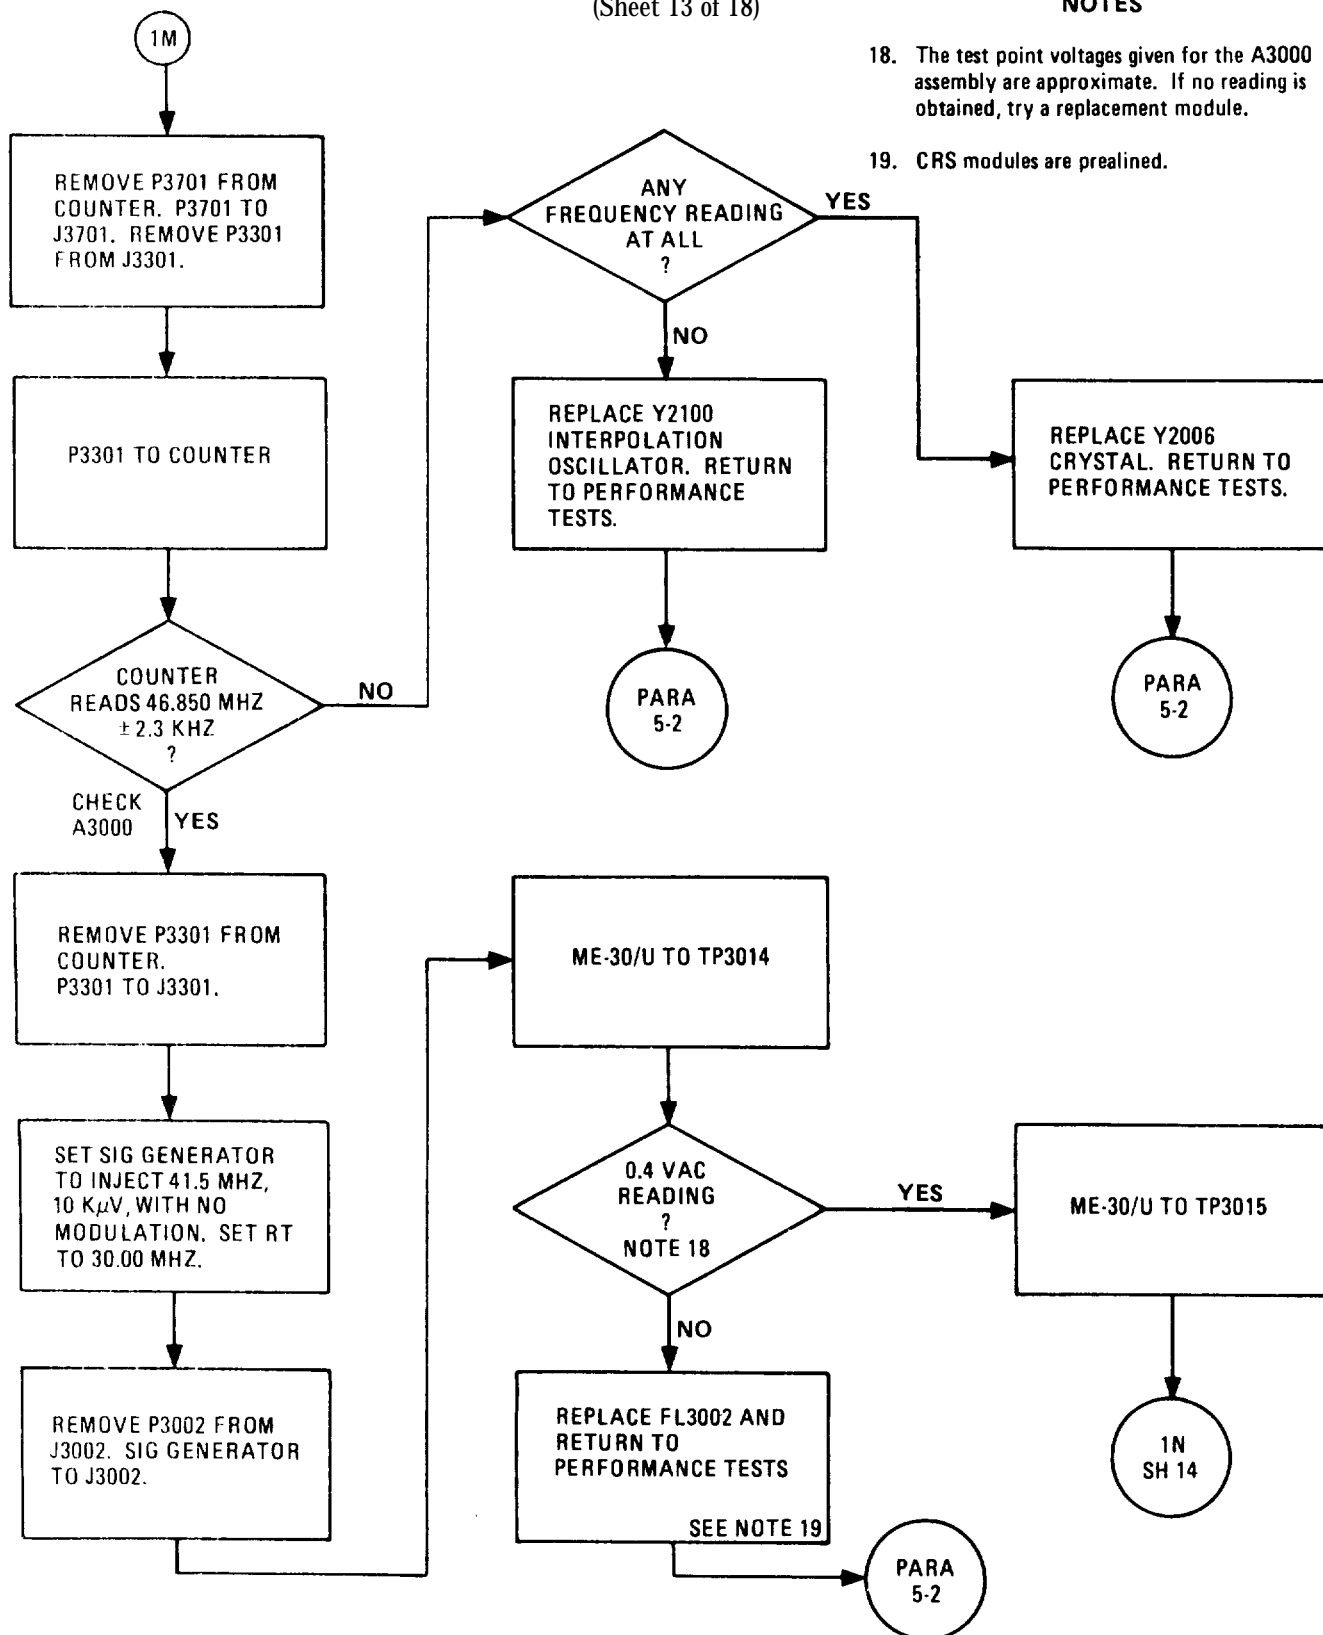 (Sheet 13 of 18)
NOTES
18. The test point voltages given for the A3000
assembly are approximate. If no reading is
obtained, try a replacement module.
19. CRS modules are prealined.
1M
REMOVE P3701 FROM
COUNTER. P3701 TO
J3701. REMOVE P3301
FROM J3301.
P3301 TO COUNTER
COUNTER
READS 46.850 MHZ
± 2.3 KHZ
?
NO
ANY
FREQUENCY READING
AT ALL
?
YES
NO
REPLACE Y2100
INTERPOLATION
OSCILLATOR. RETURN
TO PERFORMANCE
TESTS.
PARA
5-2
REPLACE Y2006
CRYSTAL. RETURN TO
PERFORMANCE TESTS.
PARA
5-2
CHECK
A3000
YES
REMOVE P3301 FROM
COUNTER.
P3301 TO J3301.
SET SIG GENERATOR
TO INJECT 41.5 MHZ,
10 KµV, WITH NO
MODULATION. SET RT
TO 30.00 MHZ.
REMOVE P3002 FROM
J3002. SIG GENERATOR
TO J3002.
ME-30/U TO TP3014
0.4 VAC
READING
?
NOTE 18
YES
NO
ME-30/U TO TP3015
1N
SH 14
REPLACE FL3002 AND
RETURN TO
PERFORMANCE TESTS
SEE NOTE 19
PARA
5-2